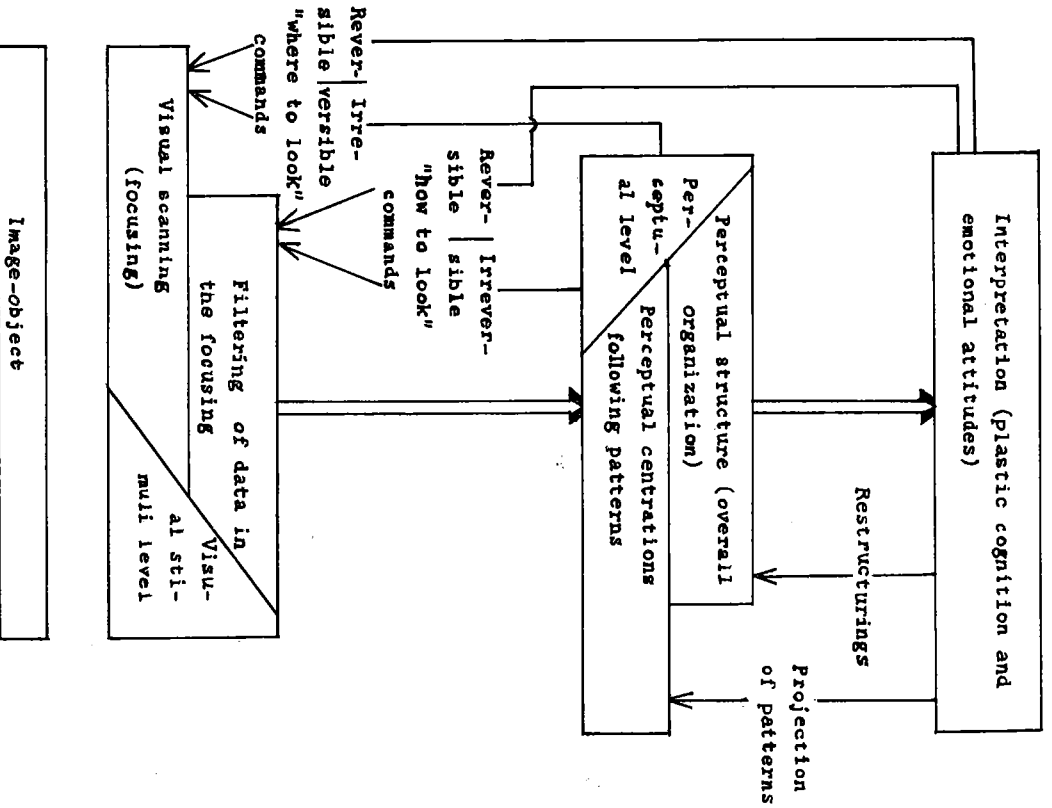 Interpretation (plastic cognition and
emotional attitudes)
Restructurings
Projection
of patterns
Perceptual structure (overall
organization)
Per-
ceptu-
al level
Perceptual centrations
following patterns
Rever- Irrever-
sible sible
"how to look"
commands
Rever- Irre-
sible versible
"where to look"
commands
Filtering of data in
the focusing
Visu-
al sti-
muli level
Visual scanning
(focusing)
Image-object